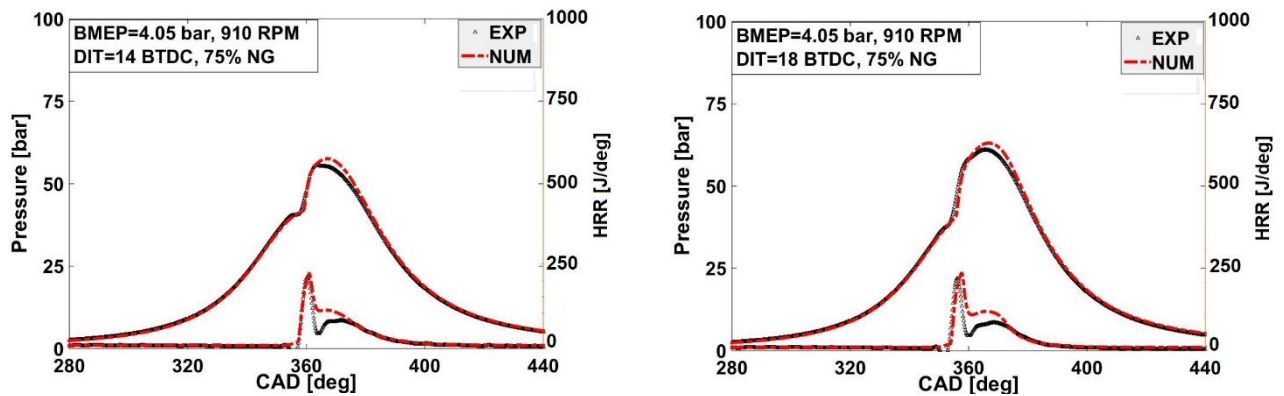 BMEP=4.05 bar, 910 RPM
DIT=14 BTDC, 75% NG
EXP
NUM
Pressure [bar]
100
75
50
25
0
HRR [J/deg]
1000
750
500
250
0
280
320
360
400
440
CAD [deg]
BMEP=4.05 bar, 910 RPM
DIT=18 BTDC, 75% NG
EXP
NUM
Pressure [bar]
100
75
50
25
0
HRR [J/deg]
1000
750
500
250
0
280
320
360
400
440
CAD [deg]